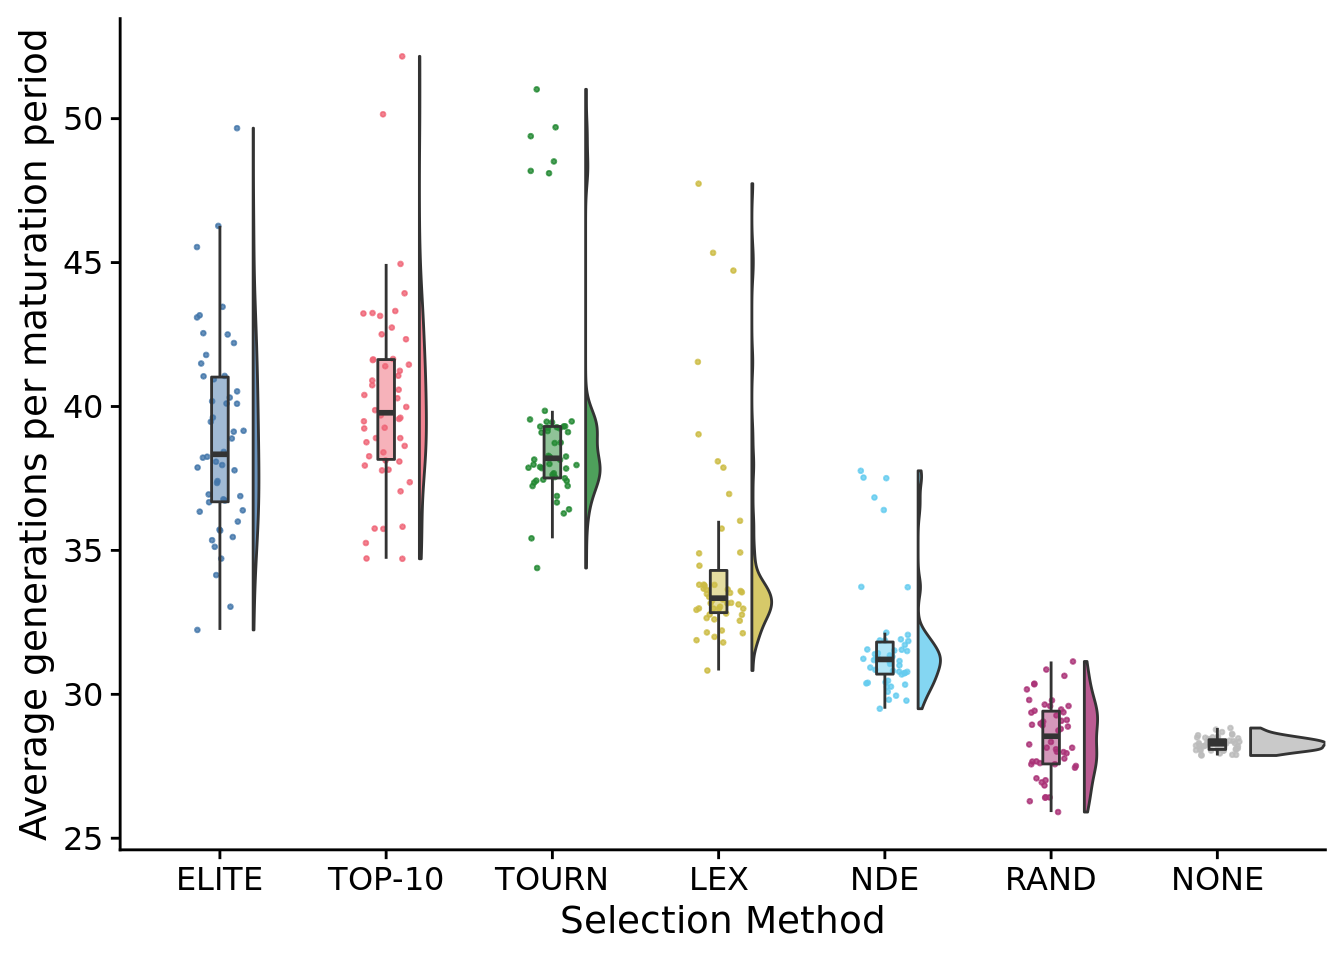 Average generations per maturation period
50
45
40
35
30
25
ELITE TOP-10 TOURN LEX NDE RAND NONE
Selection Method